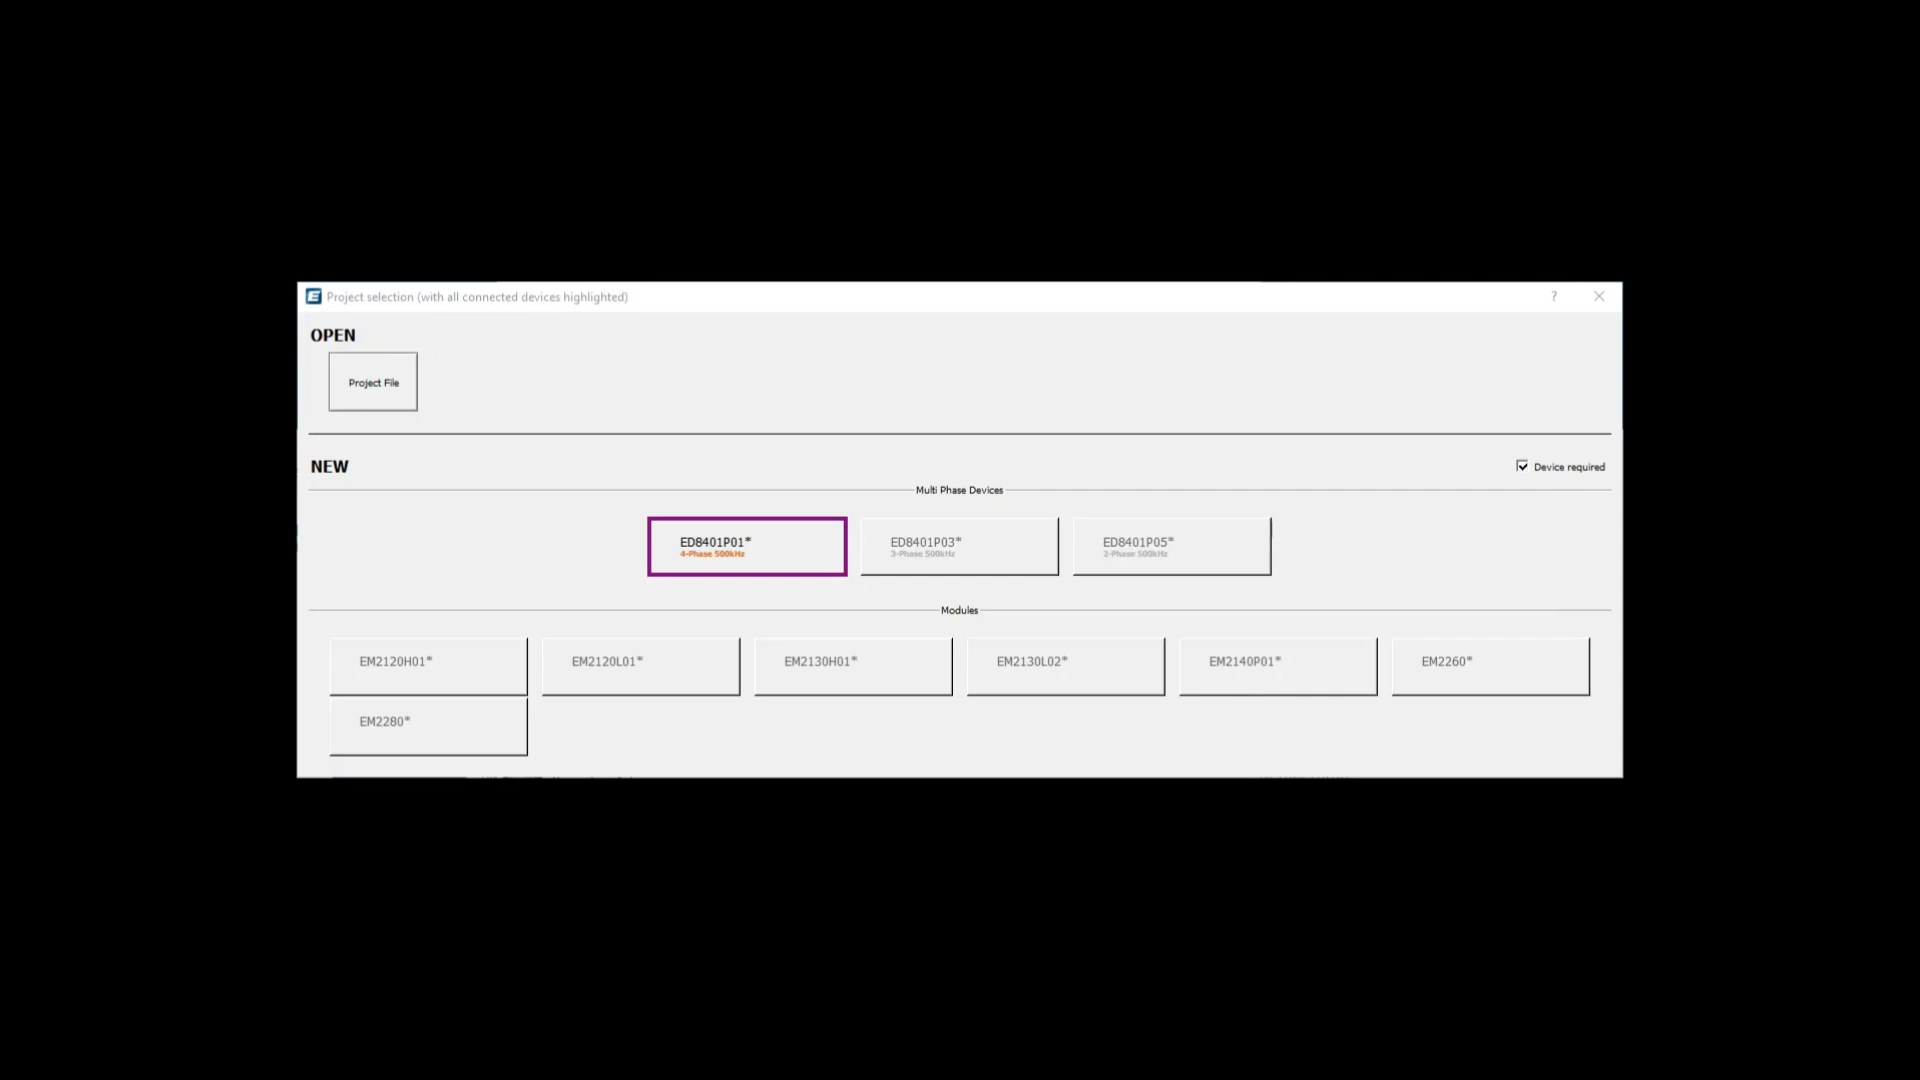 Project selection (with all connected devices highlighted)
OPEN
Project File
NEW
Device required
Multi Phase Devices
ED8401P01*
4-Phase 500kHz
ED8401P03*
3-Phase 500kHz
ED8401P05*
2-Phase 500kHz
Modules
EM2120H01*
EM2120L01*
EM2130H01*
EM2130L02*
EM2140P01*
EM2260*
EM2280*